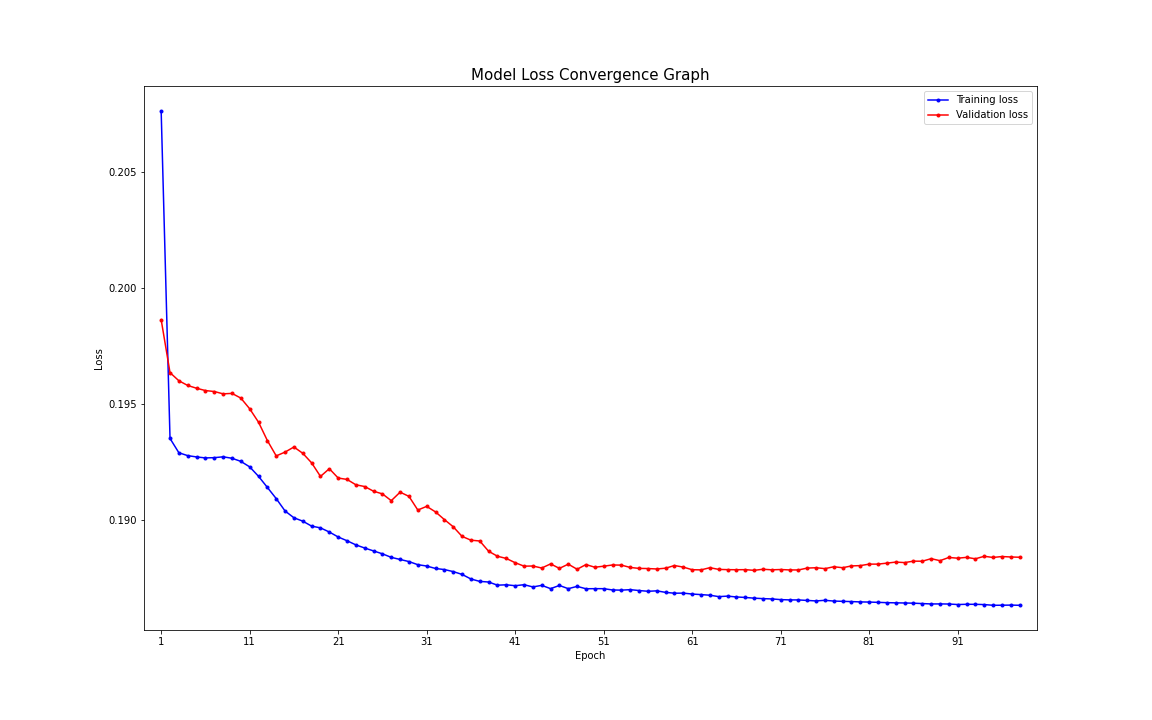 Model Loss Convergence Graph
Training loss
Validation loss
0.205
0.200
0.195
0.190
Loss
1 11 21 31 41 51 61 71 81 91
Epoch